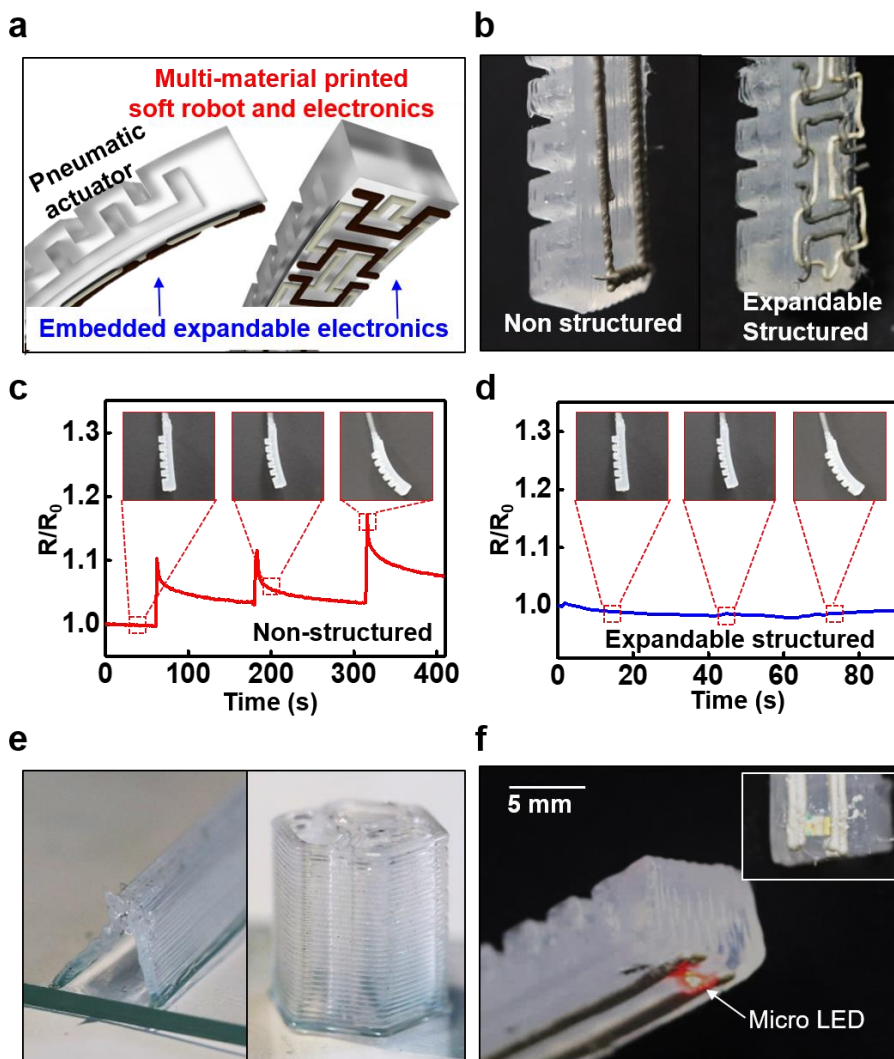 a
Multi-material printed
soft robot and electronics
Pneumatic
actuator
Embedded expandable electronics
b
Non structured
Expandable
Structured
c
R/R0
1.3
1.2
1.1
1.0
Non-structured
0 100 200 300 400
Time (s)
d
R/R0
1.3
1.2
1.1
1.0
Expandable structured
0 20 40 60 80
Time (s)
e
f
5 mm
Micro LED